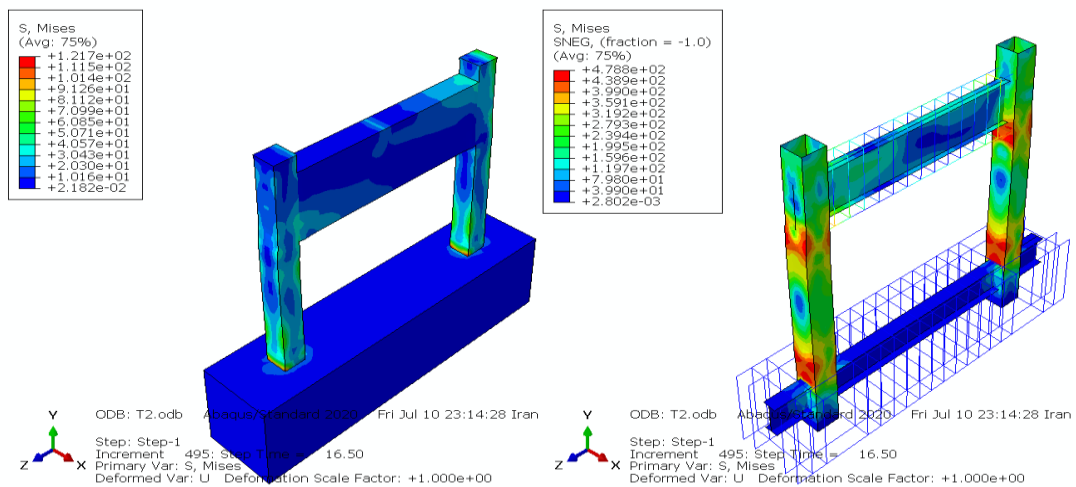 S, Mises
(Avg: 75%)
+1.217e+02
+1.115e+02
+1.014e+02
+9.126e+01
+8.112e+01
+7.099e+01
+6.085e+01
+5.071e+01
+4.057e+01
+3.043e+01
+2.030e+01
+1.016e+01
+2.182e-02
Y
Z
X
ODB: T2.odb Abaqus/Standard 2020 Fri Jul 10 23:14:28 Iran
Step: Step-1
Increment 495: Step Time = 16.50
Primary Var: S, Mises
Deformed Var: U Deformation Scale Factor: +1.000e+00
S, Mises
SNEG, (fraction = -1.0)
(Avg: 75%)
+4.788e+02
+4.389e+02
+3.990e+02
+3.591e+02
+3.192e+02
+2.793e+02
+2.394e+02
+1.995e+02
+1.596e+02
+1.197e+02
+7.980e+01
+3.990e+01
+2.802e-03
Y
Z
X
ODB: T2.odb Abaqus/Standard 2020 Fri Jul 10 23:14:28 Iran
Step: Step-1
Increment 495: Step Time = 16.50
Primary Var: S, Mises
Deformed Var: U Deformation Scale Factor: +1.000e+00